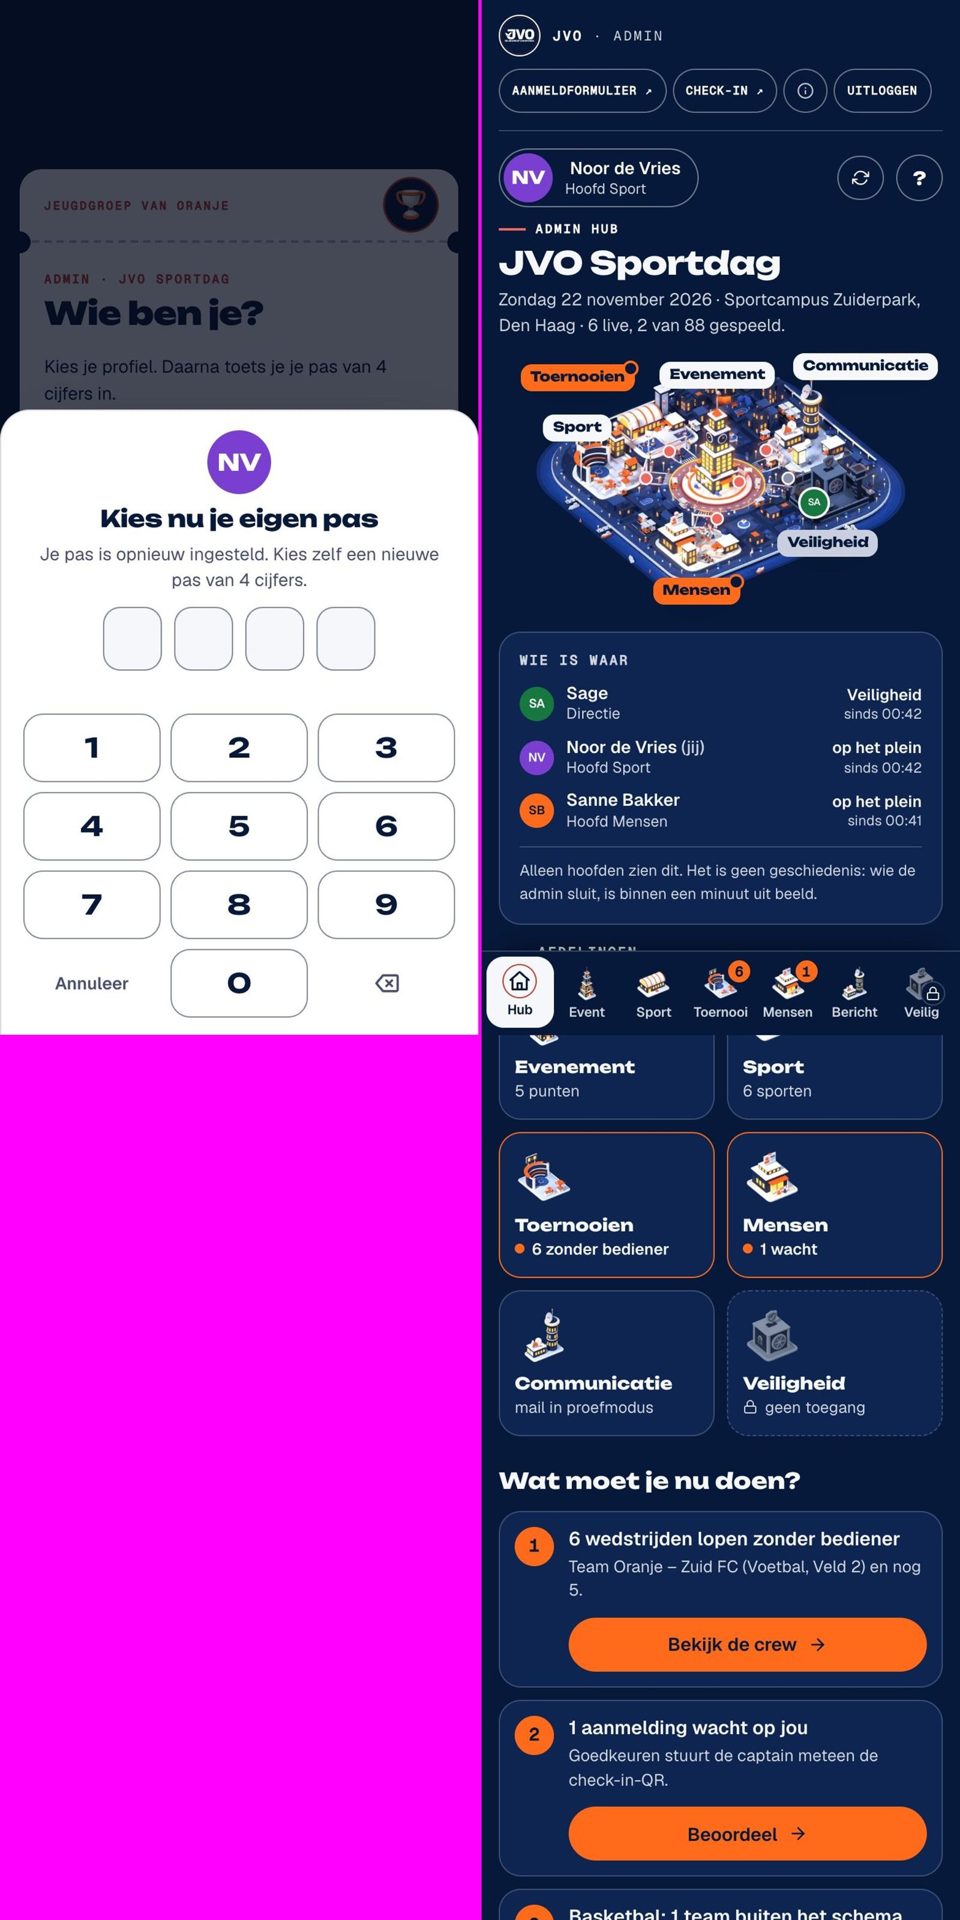 JEUGDGROEP VAN ORANJE
ADMIN · JVO SPORTDAG
Wie ben je?
Kies je profiel. Daarna toets je je pas van 4
cijfers in.
NV
Kies nu je eigen pas
Je pas is opnieuw ingesteld. Kies zelf een nieuwe
pas van 4 cijfers.
1 2 3
4 5 6
7 8 9
Annuleer 0
JVO JVO · ADMIN
AANMELDFORMULIER ↗ CHECK-IN ↗ UITLOGGEN
NV Noor de Vries
Hoofd Sport
?
ADMIN HUB
JVO Sportdag
Zondag 22 november 2026 · Sportcampus Zuiderpark,
Den Haag · 6 live, 2 van 88 gespeeld.
Toernooien Evenement Communicatie
Sport
SA
Veiligheid
Mensen
WIE IS WAAR
SA Sage Veiligheid
Directie sinds 00:42
NV Noor de Vries (jij) op het plein
Hoofd Sport sinds 00:42
SB Sanne Bakker op het plein
Hoofd Mensen sinds 00:41
Alleen hoofden zien dit. Het is geen geschiedenis: wie de
admin sluit, is binnen een minuut uit beeld.
AFDELINGEN
6 1
Hub Event Sport Toernooi Mensen Bericht Veilig
Evenement Sport
5 punten 6 sporten
Toernooien Mensen
6 zonder bediener 1 wacht
Communicatie Veiligheid
mail in proefmodus geen toegang
Wat moet je nu doen?
1 6 wedstrijden lopen zonder bediener
Team Oranje – Zuid FC (Voetbal, Veld 2) en nog
5.
Bekijk de crew →
2 1 aanmelding wacht op jou
Goedkeuren stuurt de captain meteen de
check-in-QR.
Beoordeel →
Basketbal: 1 team buiten het schema